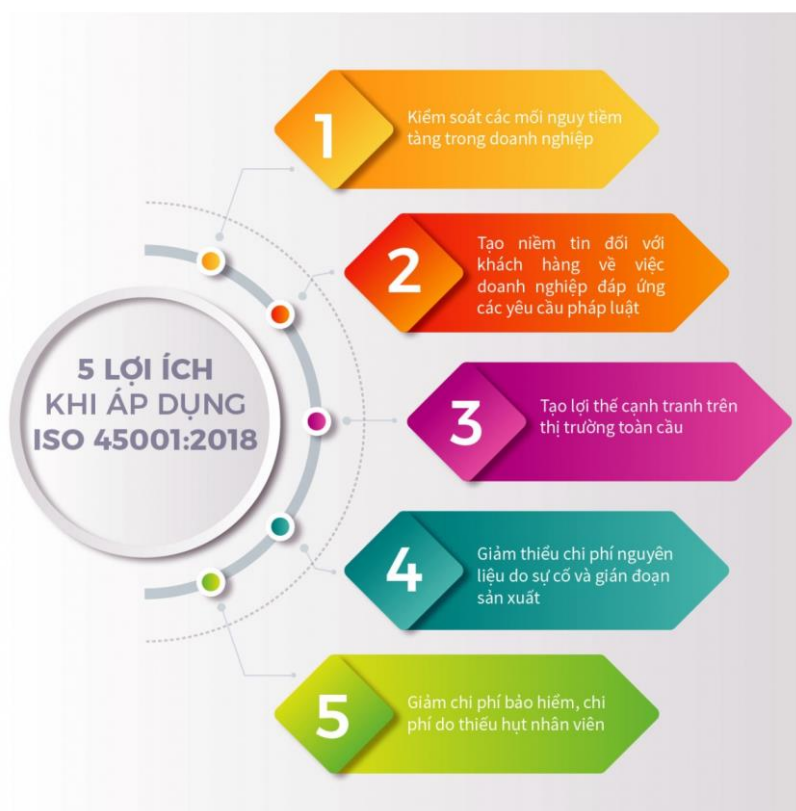 5 LỢI ÍCH
KHI ÁP DỤNG
ISO 45001:2018
1
Kiểm soát các mối nguy tiềm
tàng trong doanh nghiệp
2
Tạo niềm tin đối với
khách hàng về việc
doanh nghiệp đáp ứng
các yêu cầu pháp luật
3
Tạo lợi thế cạnh tranh trên
thị trường toàn cầu
4
Giảm thiểu chi phí nguyên
liệu do sự cố và gián đoạn
sản xuất
5
Giảm chi phí bảo hiểm, chi
phí do thiếu hụt nhân viên